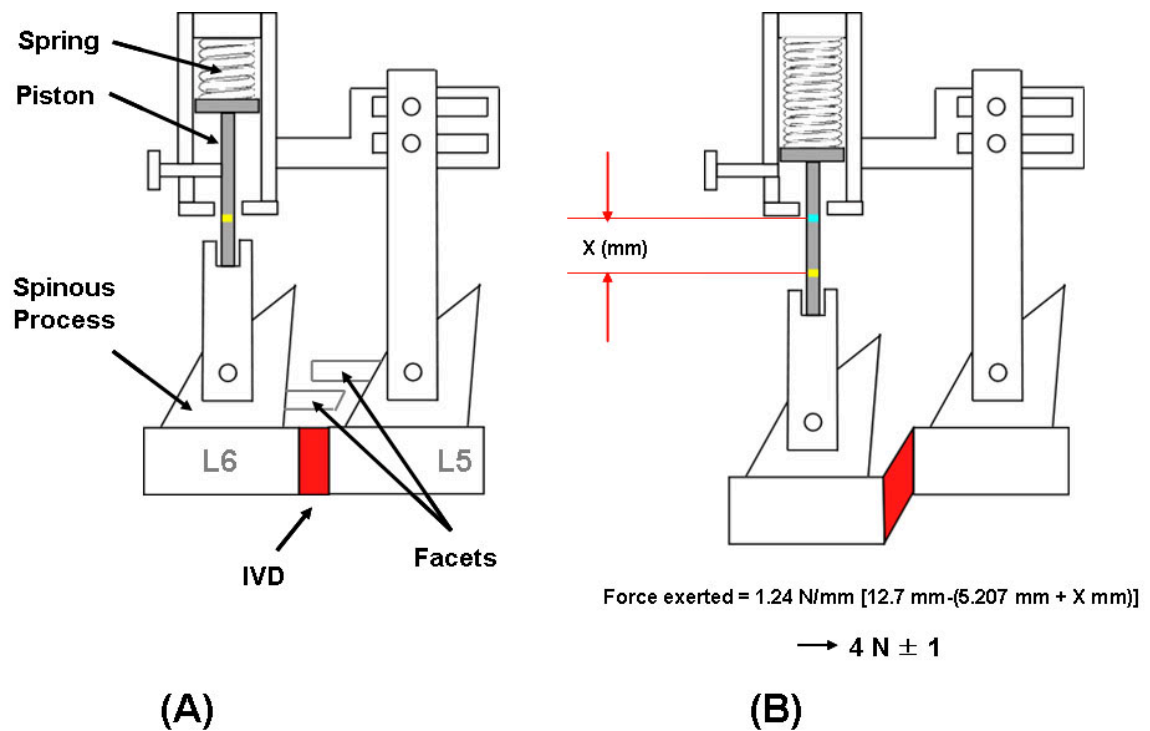 Spring
Piston
Spinous
Process
L6
L5
IVD
Facets
(A)
X (mm)
Force exerted = 1.24 N/mm [12.7 mm-(5.207 mm + X mm)]
→ 4 N ± 1
(B)